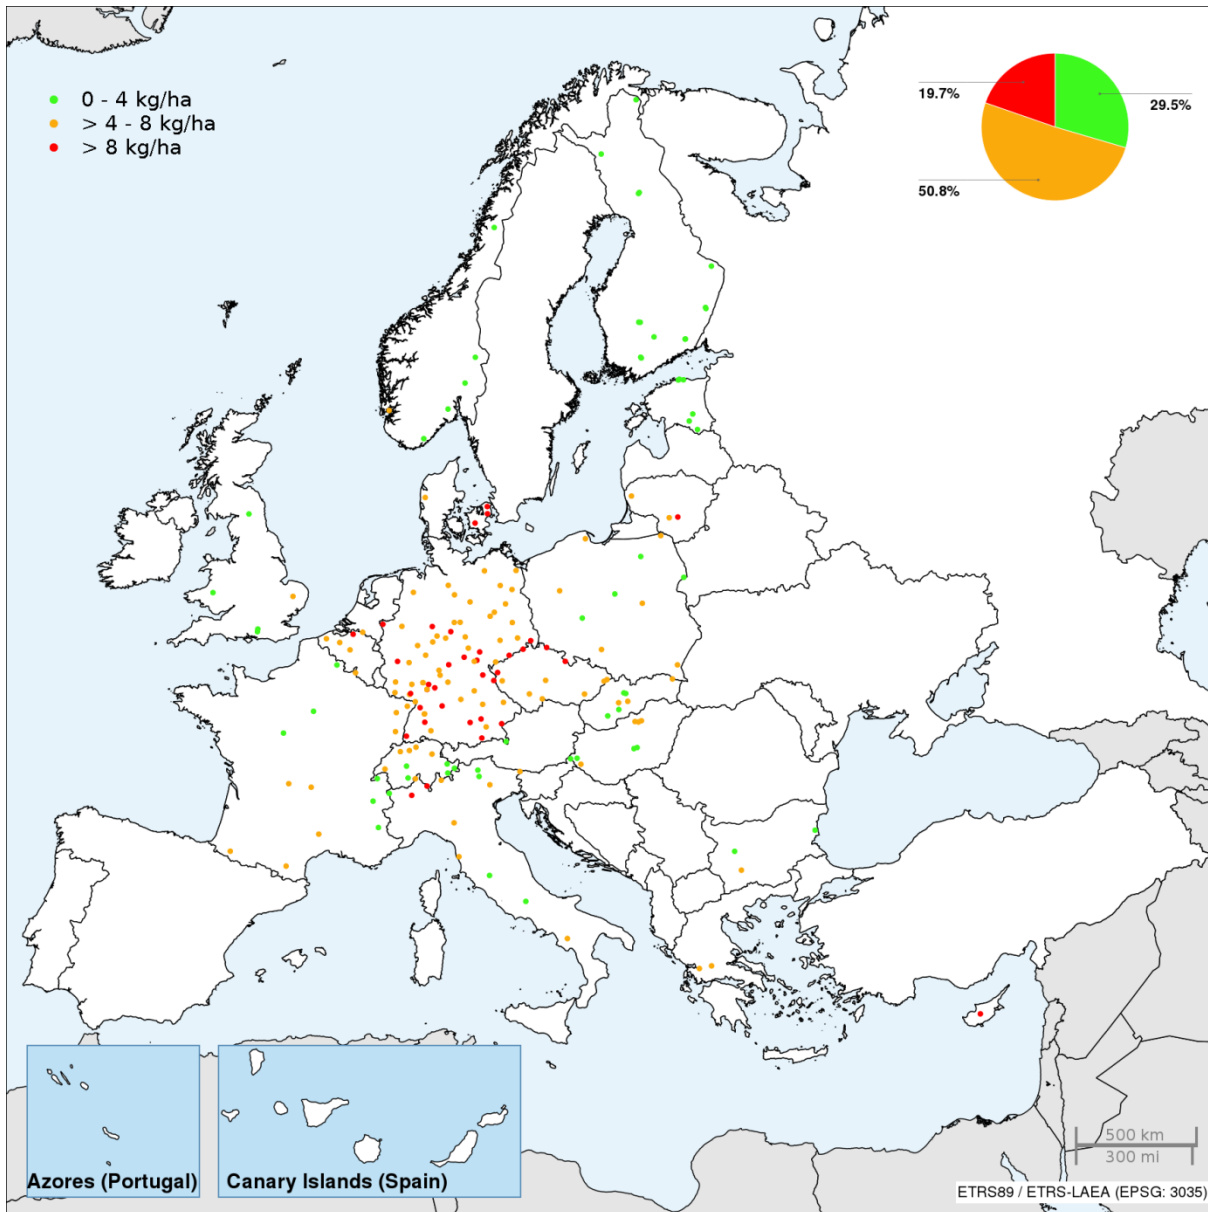 0 - 4 kg/ha
> 4 - 8 kg/ha
> 8 kg/ha
19.7%
29.5%
50.8%
Azores (Portugal)
Canary Islands (Spain)
500 km
300 mi
ETRS89 / ETRS-LAEA (EPSG: 3035)